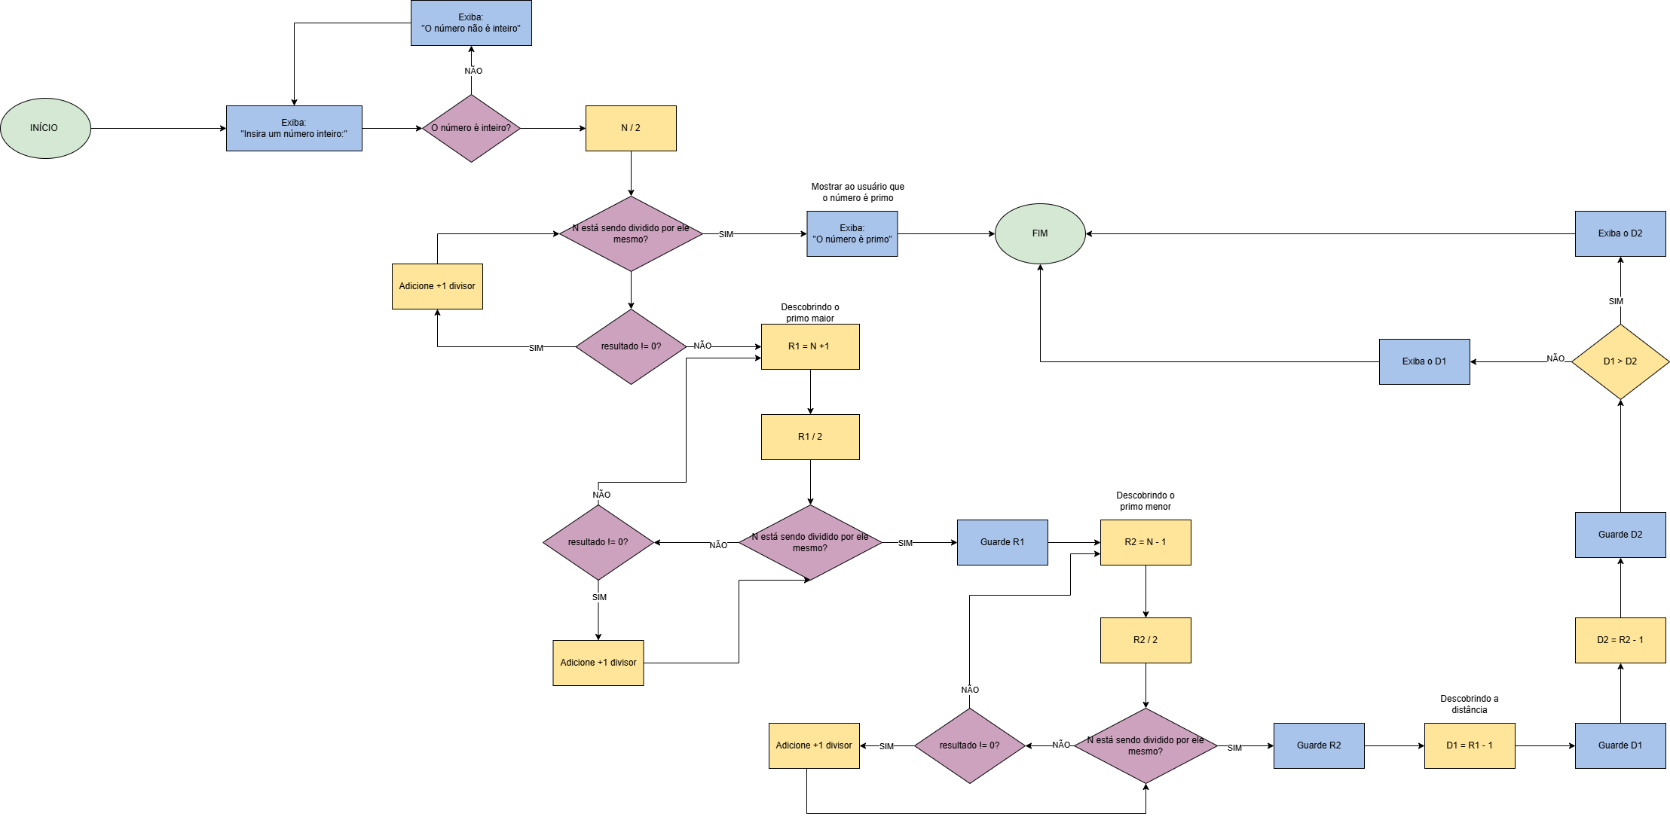 Exiba:
"O número não é inteiro"
NÃO
INÍCIO
Exiba:
"Insira um número inteiro:"
O número é inteiro?
N / 2
Mostrar ao usuário que
o número é primo
N está sendo dividido por ele
mesmo?
SIM
Exiba:
"O número é primo"
FIM
Exiba o D2
Adicione +1 divisor
SIM
Descobrindo o
primo maior
resultado != 0?
SIM
NÃO
R1 = N +1
Exiba o D1
NÃO
D1 > D2
R1 / 2
NÃO
Descobrindo o
primo menor
resultado != 0?
NÃO
N está sendo dividido por ele
mesmo?
SIM
Guarde R1
R2 = N - 1
Guarde D2
SIM
Adicione +1 divisor
R2 / 2
D2 = R2 - 1
NÃO
Descobrindo a
distância
Adicione +1 divisor
SIM
resultado != 0?
NÃO
N está sendo dividido por ele
mesmo?
SIM
Guarde R2
D1 = R1 - 1
Guarde D1